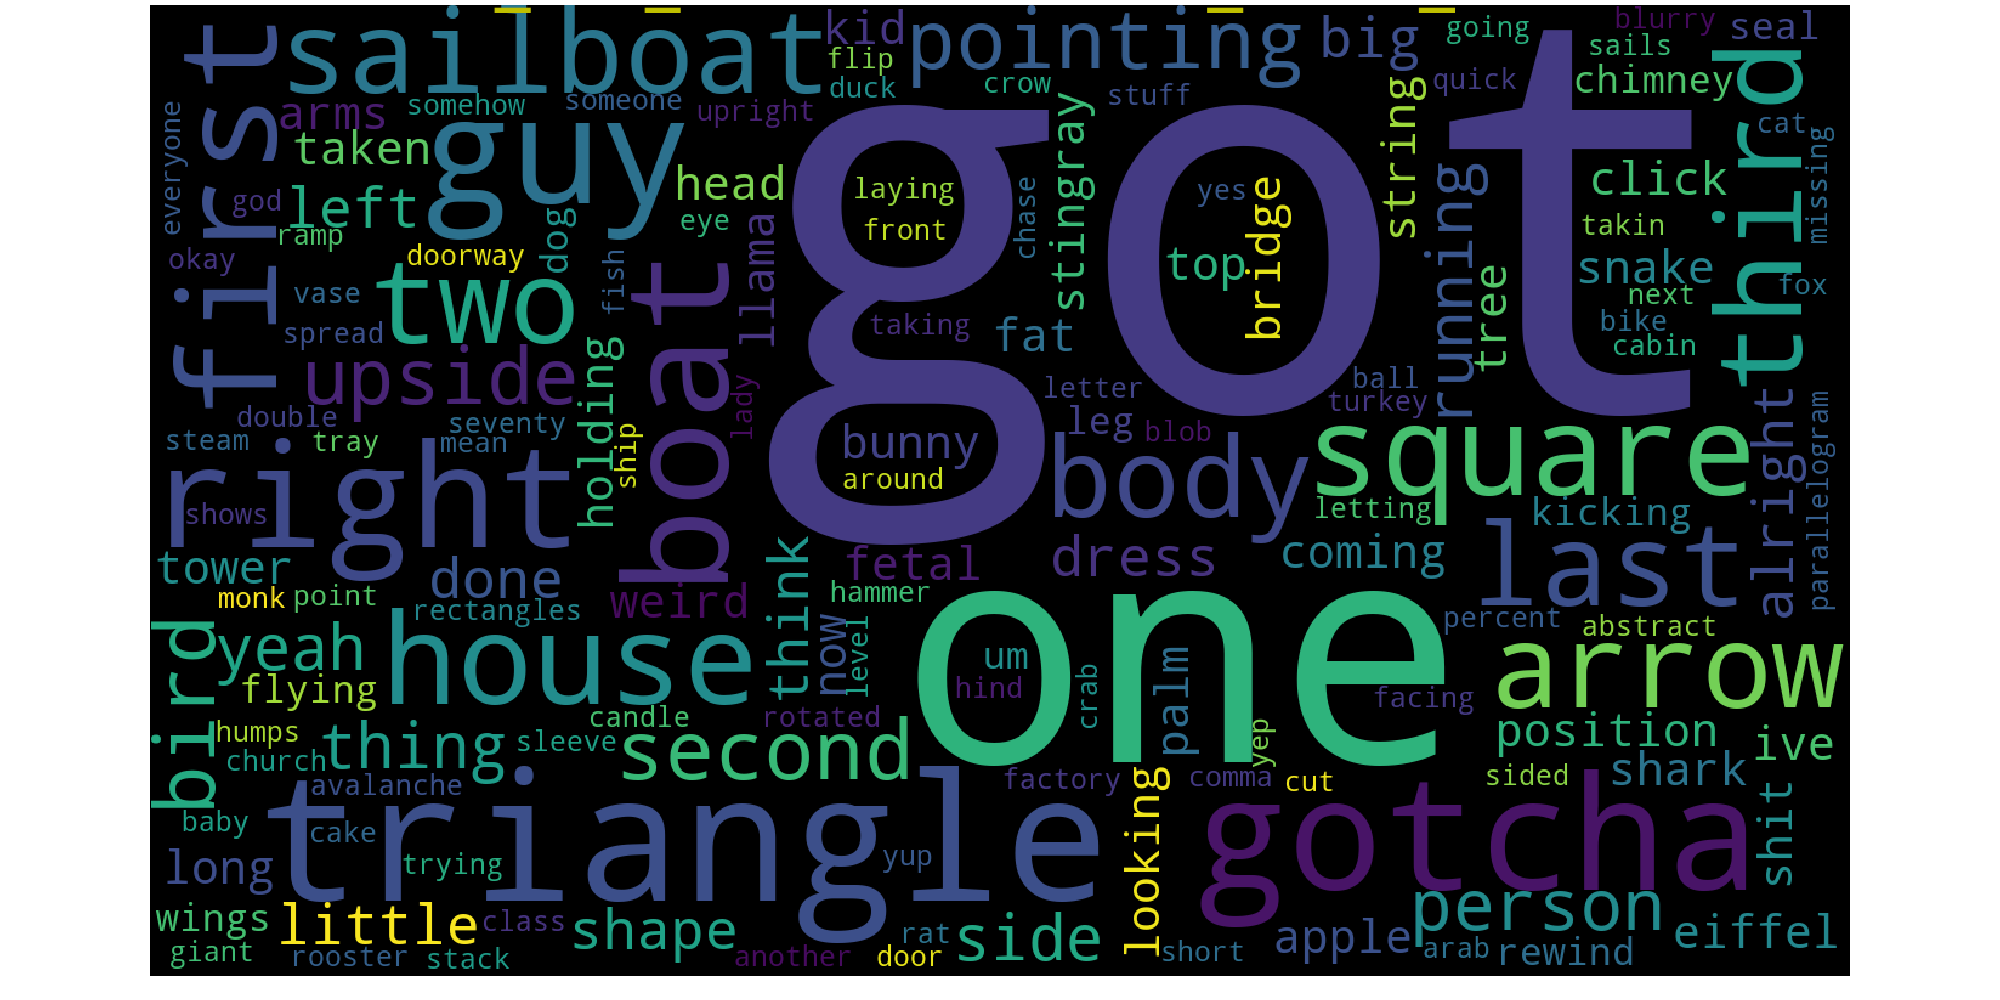 first
sailboat
kid
pointing
big
going
blurry
seal
flip
duck
crow
stuff
quick
sails
chimney
third
everyone
arms
somehow
someone
upright
got
string
cat
missing
taken
guy
head
laying
front
chase
stingray
yes
bridge
top
running
click
takin
god
left
ramp
eye
dog
okay
doorway
fish
llama
boat
tree
snake
next
fox
vase
two
spread
taking
fat
bike
cabin
upside
holding
lady
letter
ball
turkey
alright
parallelogram
double
seventy
leg
blob
square
steam
tray
mean
ship
bunny
around
body
right
shows
letting
kicking
last
tower
done
think
fetal
dress
coming
monk
point
weird
hammer
one
rectangles
percent
abstract
bird
yeah
house
now
level
um
hind
crab
palm
facing
arrow
flying
candle
rotated
humps
church
thing
sleeve
second
yep
position
ive
avalanche
factory
comma
cut
sided
shark
baby
cake
triangle
looking
gotcha
shit
long
trying
yup
wings
little
class
shape
rat
side
apple
person
eiffel
giant
rooster
stack
another
door
short
arab
rewind